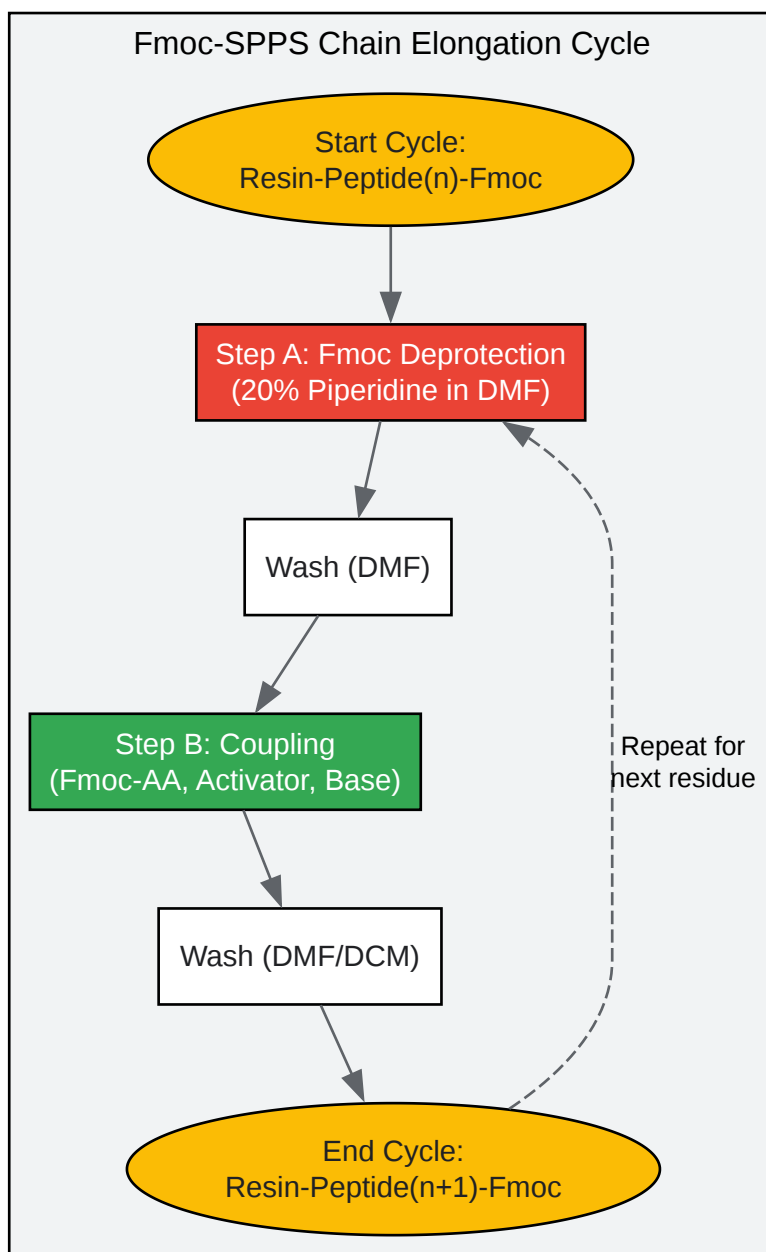 Fmoc-SPPS Chain Elongation Cycle
Start Cycle:
Resin-Peptide(n)-Fmoc
Step A: Fmoc Deprotection
(20% Piperidine in DMF)
Wash (DMF)
Step B: Coupling
(Fmoc-AA, Activator, Base)
Repeat for
next residue
Wash (DMF/DCM)
End Cycle:
Resin-Peptide(n+1)-Fmoc